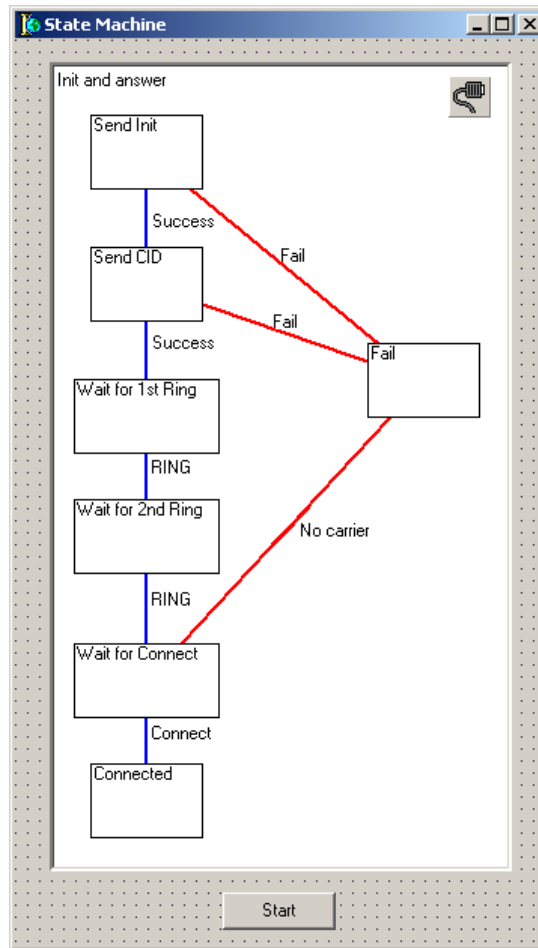 State Machine
Init and answer
Send Init
Success
Fail
Send CID
Fail
Success
Fail
Wait for 1st Ring
RING
Wait for 2nd Ring
No carrier
RING
Wait for Connect
Connect
Connected
Start